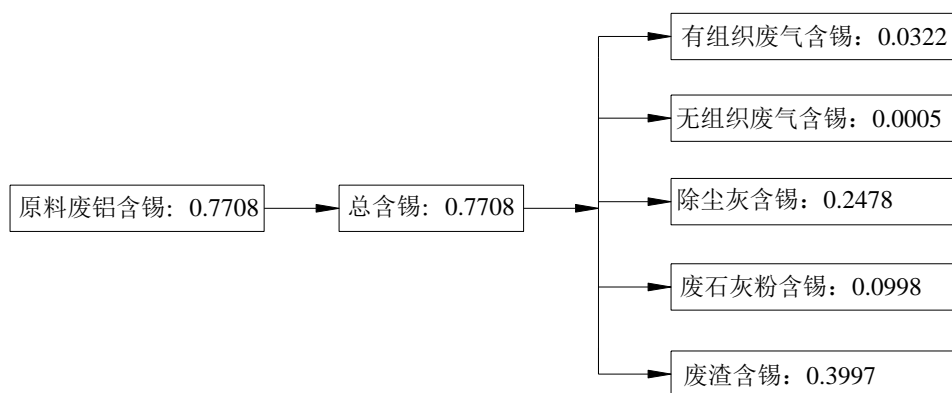 有组织废气含锡：0.0322
无组织废气含锡：0.0005
原料废铝含锡：0.7708
总含锡：0.7708
除尘灰含锡：0.2478
废石灰粉含锡：0.0998
废渣含锡：0.3997